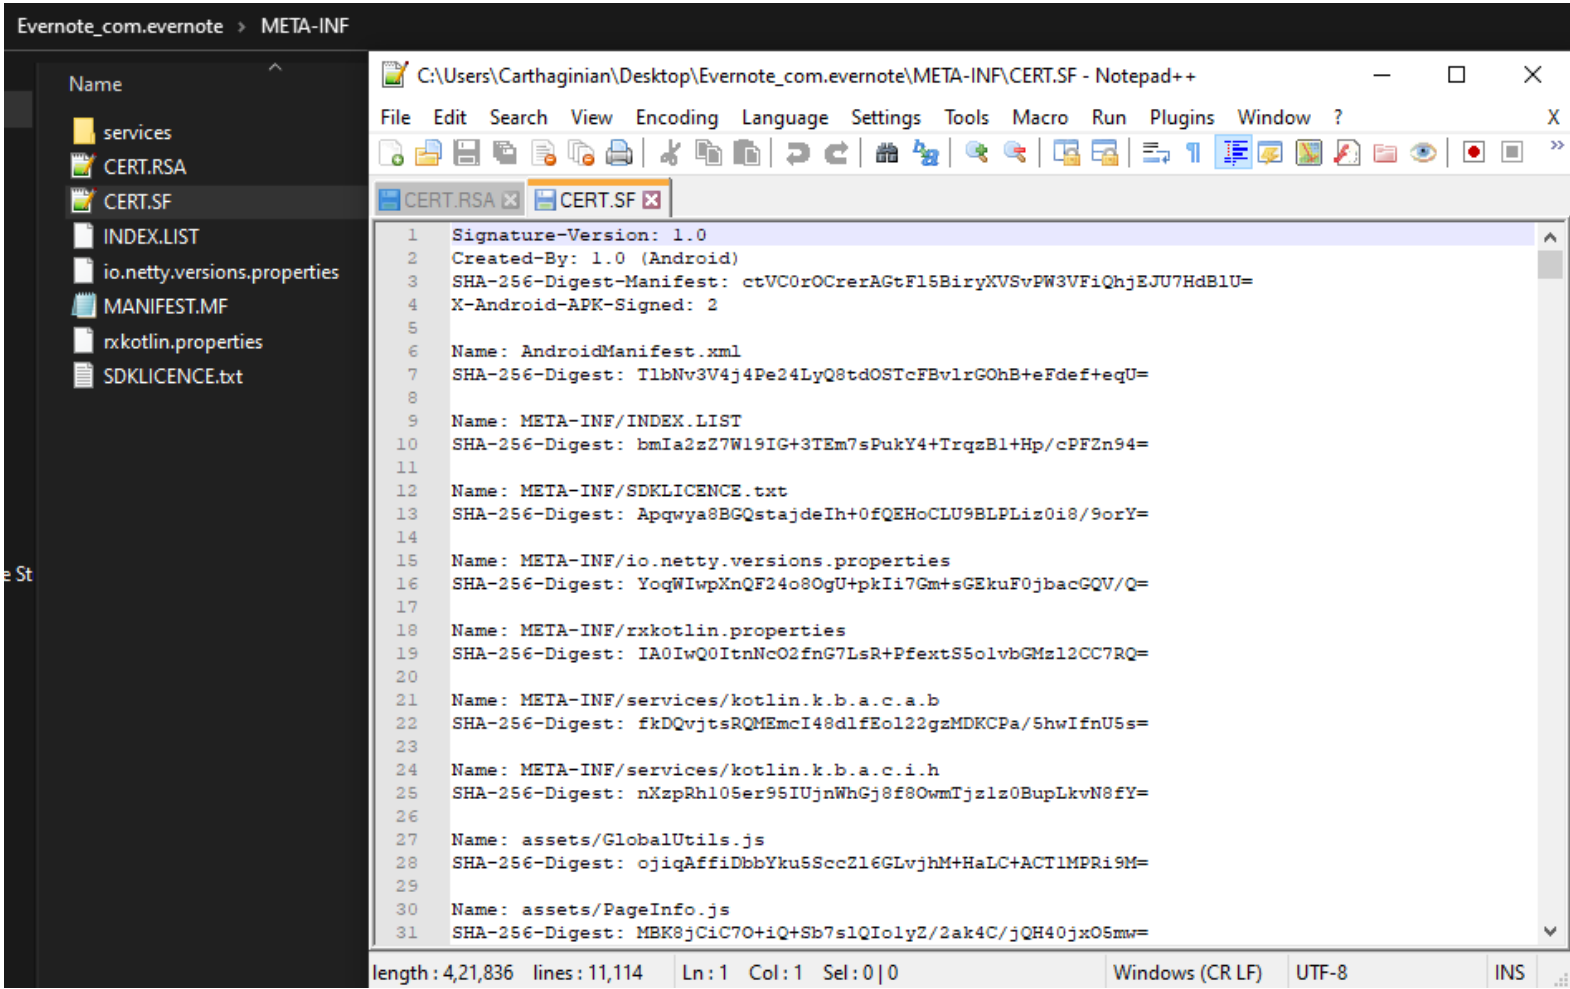 Evernote_com.evernote > META-INF
Name
services
CERT.RSA
CERT.SF
INDEX.LIST
io.netty.versions.properties
MANIFEST.MF
rxkotlin.properties
SDKLICENCE.txt
e St
C:\Users\Carthaginian\Desktop\Evernote_com.evernote\META-INF\CERT.SF - Notepad++
File Edit Search View Encoding Language Settings Tools Macro Run Plugins Window ? X
CERT.RSA CERT.SF
1 Signature-Version: 1.0
2 Created-By: 1.0 (Android)
3 SHA-256-Digest-Manifest: ctVC0rOCrerAGtFl5BiryXVSvPW3VFiQhjEJU7HdBlU=
4 X-Android-APK-Signed: 2
5
6 Name: AndroidManifest.xml
7 SHA-256-Digest: TlbNv3V4j4Pe24LyQ8tdOSTcFBvlrGOhB+eFdef+eqU=
8
9 Name: META-INF/INDEX.LIST
10 SHA-256-Digest: bmIa2zZ7Wl9IG+3TEm7sPukY4+TrqzBl+Hp/cPFZn94=
11
12 Name: META-INF/SDKLICENCE.txt
13 SHA-256-Digest: Apqwya8BGQstajdeIh+0fQEHoCLU9BLPLiz0i8/9orY=
14
15 Name: META-INF/io.netty.versions.properties
16 SHA-256-Digest: YoqWIwpXnQF24o8OgU+pkIi7Gm+sGEkuF0jbacGQV/Q=
17
18 Name: META-INF/rxkotlin.properties
19 SHA-256-Digest: IA0IwQ0ItnNcO2fnG7LsR+PfextS5olvbGMzl2CC7RQ=
20
21 Name: META-INF/services/kotlin.k.b.a.c.a.b
22 SHA-256-Digest: fkDQvjtsRQMEmcI48dlfEol22gzMDKCPa/5hwIfnU5s=
23
24 Name: META-INF/services/kotlin.k.b.a.c.i.h
25 SHA-256-Digest: nXzpRhl05er95IUjnWhGj8f8OwmTjzlz0BupLkvN8fY=
26
27 Name: assets/GlobalUtils.js
28 SHA-256-Digest: ojiqAffiDbbYku5SccZl6GLvjhM+HaLC+ACTlMPRi9M=
29
30 Name: assets/PageInfo.js
31 SHA-256-Digest: MBK8jCiC7O+iQ+Sb7slQIolyZ/2ak4C/jQH40jxO5mw=
length : 4,21,836 lines : 11,114 Ln : 1 Col : 1 Sel : 0 | 0 Windows (CR LF) UTF-8 INS